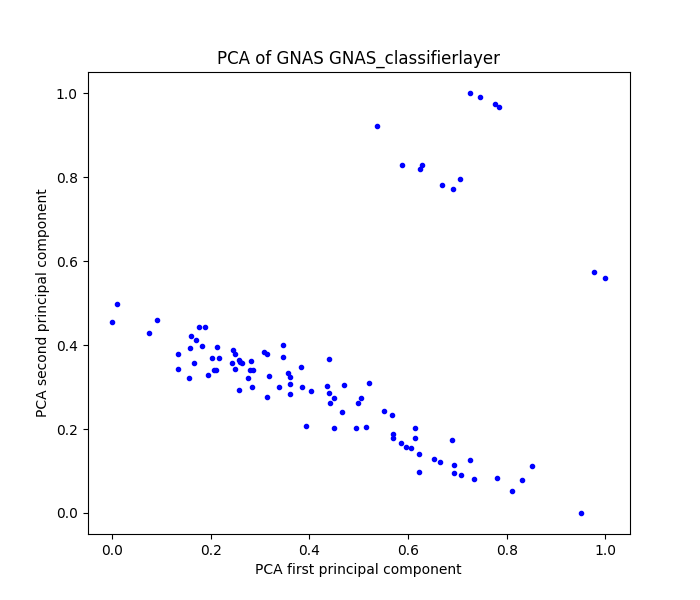 PCA of GNAS GNAS_classifierlayer
1.0
0.8
0.6
0.4
0.2
0.0
PCA second principal component
0.0 0.2 0.4 0.6 0.8 1.0
PCA first principal component